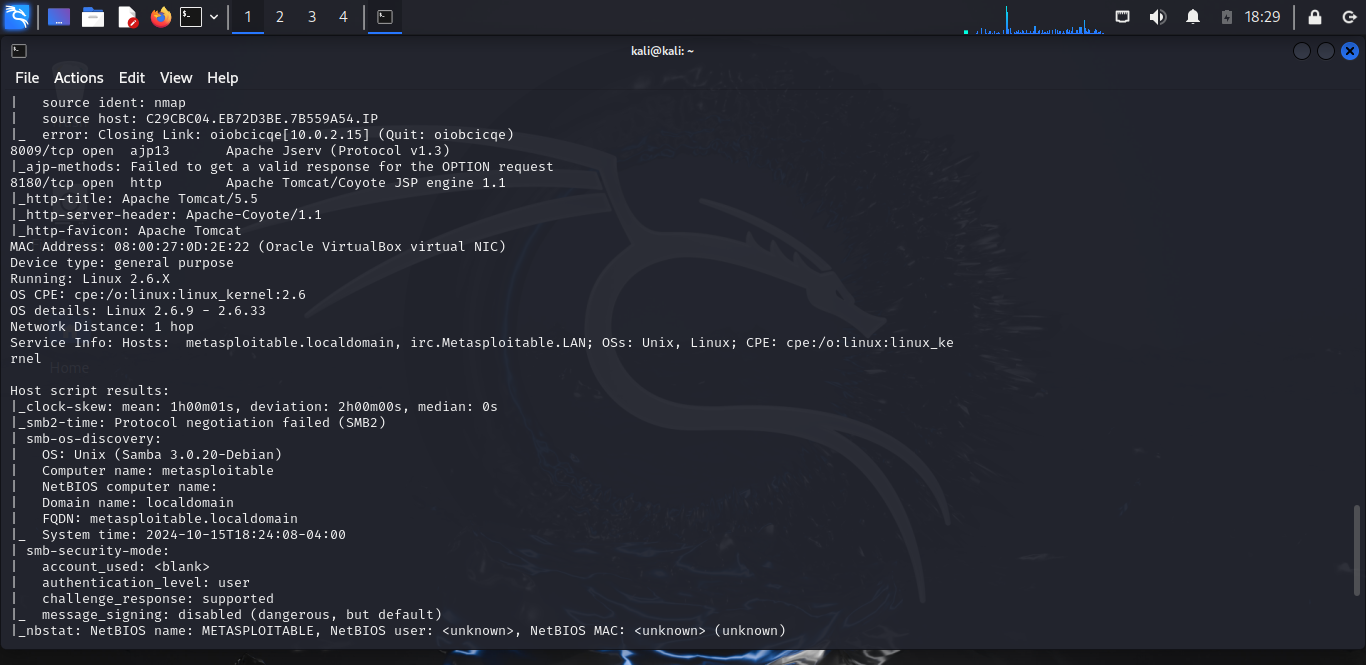 1 2 3 4 18:29
kali@kali: ~
File Actions Edit View Help
|   source ident: nmap
|   source host: C29CBC04.EB72D3BE.7B559A54.IP
|_  error: Closing Link: oiobcicqe[10.0.2.15] (Quit: oiobcicqe)
8009/tcp open  ajp13       Apache Jserv (Protocol v1.3)
|_ajp-methods: Failed to get a valid response for the OPTION request
8180/tcp open  http        Apache Tomcat/Coyote JSP engine 1.1
|_http-title: Apache Tomcat/5.5
|_http-server-header: Apache-Coyote/1.1
|_http-favicon: Apache Tomcat
MAC Address: 08:00:27:0D:2E:22 (Oracle VirtualBox virtual NIC)
Device type: general purpose
Running: Linux 2.6.X
OS CPE: cpe:/o:linux:linux_kernel:2.6
OS details: Linux 2.6.9 - 2.6.33
Network Distance: 1 hop
Service Info: Hosts:  metasploitable.localdomain, irc.Metasploitable.LAN; OSs: Unix, Linux; CPE: cpe:/o:linux:linux_ke
rnel
Home
Host script results:
|_clock-skew: mean: 1h00m01s, deviation: 2h00m00s, median: 0s
|_smb2-time: Protocol negotiation failed (SMB2)
| smb-os-discovery:
|   OS: Unix (Samba 3.0.20-Debian)
|   Computer name: metasploitable
|   NetBIOS computer name:
|   Domain name: localdomain
|   FQDN: metasploitable.localdomain
|_  System time: 2024-10-15T18:24:08-04:00
| smb-security-mode:
|   account_used: <blank>
|   authentication_level: user
|   challenge_response: supported
|_  message_signing: disabled (dangerous, but default)
|_nbstat: NetBIOS name: METASPLOITABLE, NetBIOS user: <unknown>, NetBIOS MAC: <unknown> (unknown)